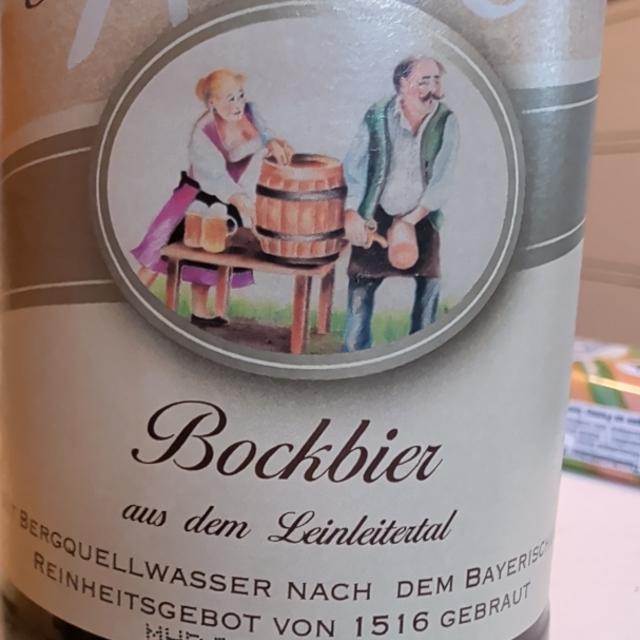 Bockbier
aus dem Leinleitertal
BERGQUELLWASSER NACH DEM BAYERISCH
REINHEITSGEBOT VON 1516 GEBRAUT